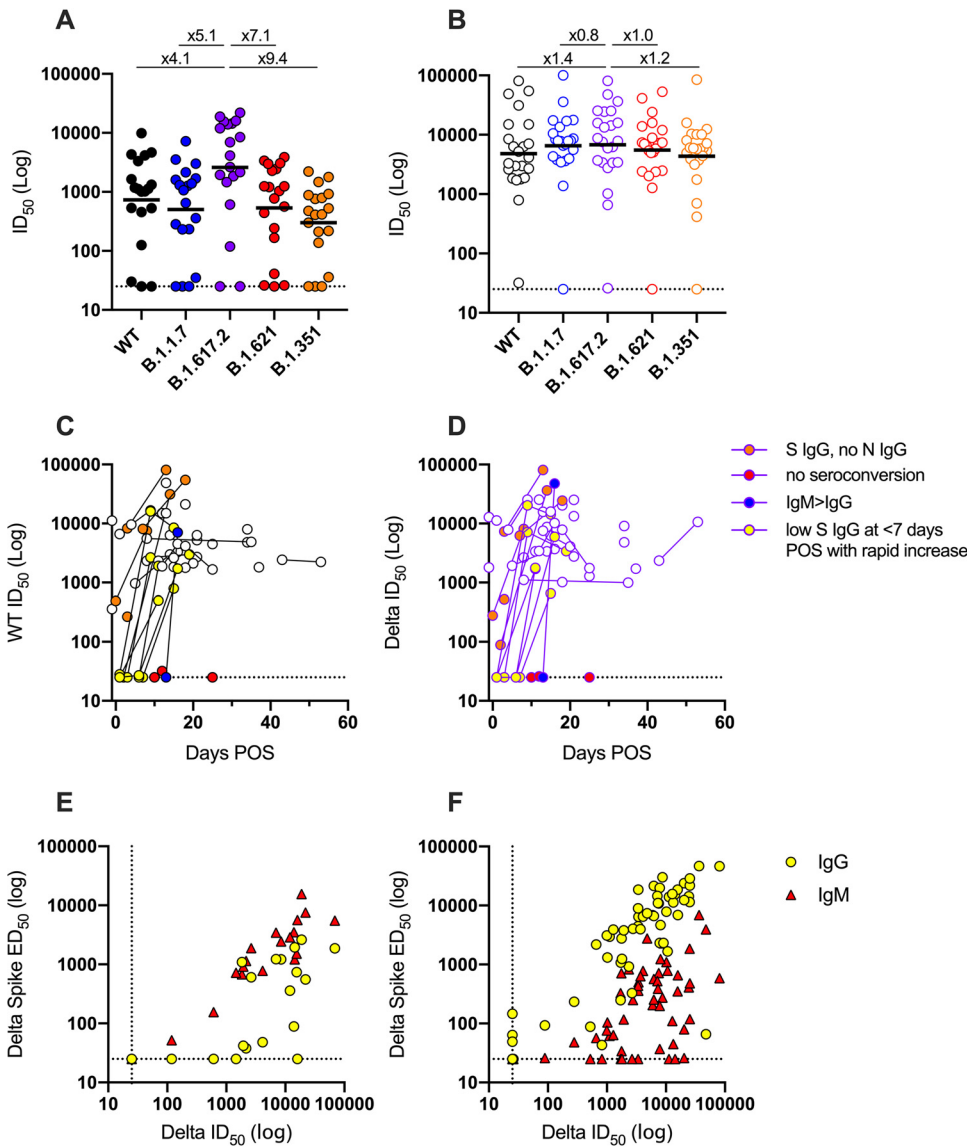 A
x5.1 x7.1
x4.1 x9.4
100000
10000
1000
100
10
ID50 (Log)
WT
B.1.1.7
B.1.617.2
B.1.621
B.1.351
B
x0.8 x1.0
x1.4 x1.2
100000
10000
1000
100
10
ID50 (Log)
WT
B.1.1.7
B.1.617.2
B.1.621
B.1.351
C
100000
10000
1000
100
10
WT ID50 (Log)
0 20 40 60
Days POS
D
100000
10000
1000
100
10
Delta ID50 (Log)
0 20 40 60
Days POS
S IgG, no N IgG
no seroconversion
IgM>IgG
low S IgG at <7 days
POS with rapid increase
E
100000
10000
1000
100
10
Delta Spike ED50 (log)
10 100 1000 10000 100000
Delta ID50 (log)
F
100000
10000
1000
100
10
Delta Spike ED50 (log)
10 100 1000 10000 100000
Delta ID50 (log)
IgG
IgM